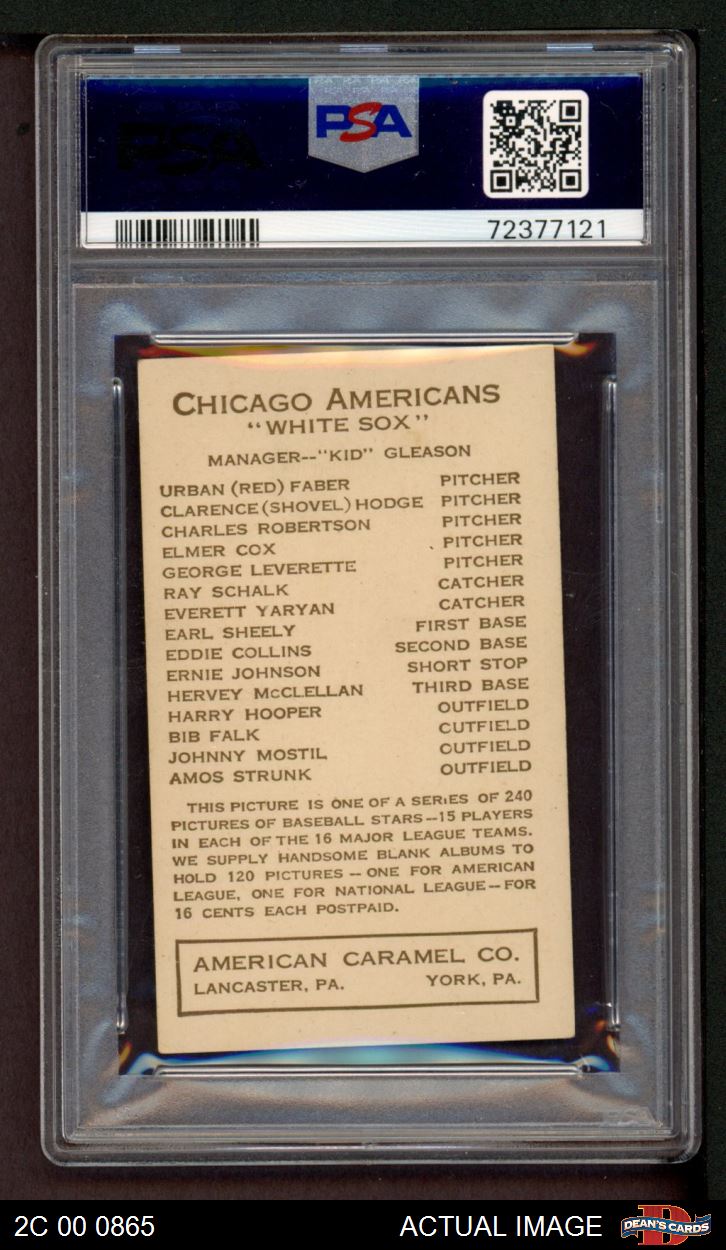 PSA
PSA
72377121
CHICAGO AMERICANS
"WHITE SOX"
MANAGER--"KID" GLEASON
URBAN (RED) FABER PITCHER
CLARENCE (SHOVEL) HODGE PITCHER
CHARLES ROBERTSON PITCHER
ELMER COX PITCHER
GEORGE LEVERETTE PITCHER
RAY SCHALK CATCHER
EVERETT YARYAN CATCHER
EARL SHEELY FIRST BASE
EDDIE COLLINS SECOND BASE
ERNIE JOHNSON SHORT STOP
HERVEY McCLELLAN THIRD BASE
HARRY HOOPER OUTFIELD
BIB FALK OUTFIELD
JOHNNY MOSTIL OUTFIELD
AMOS STRUNK OUTFIELD
THIS PICTURE IS ONE OF A SERIES OF 240
PICTURES OF BASEBALL STARS--15 PLAYERS
IN EACH OF THE 16 MAJOR LEAGUE TEAMS.
WE SUPPLY HANDSOME BLANK ALBUMS TO
HOLD 120 PICTURES -- ONE FOR AMERICAN
LEAGUE, ONE FOR NATIONAL LEAGUE -- FOR
16 CENTS EACH POSTPAID.
AMERICAN CARAMEL CO.
LANCASTER, PA. YORK, PA.
2C 00 0865 ACTUAL IMAGE DEAN'S CARDS